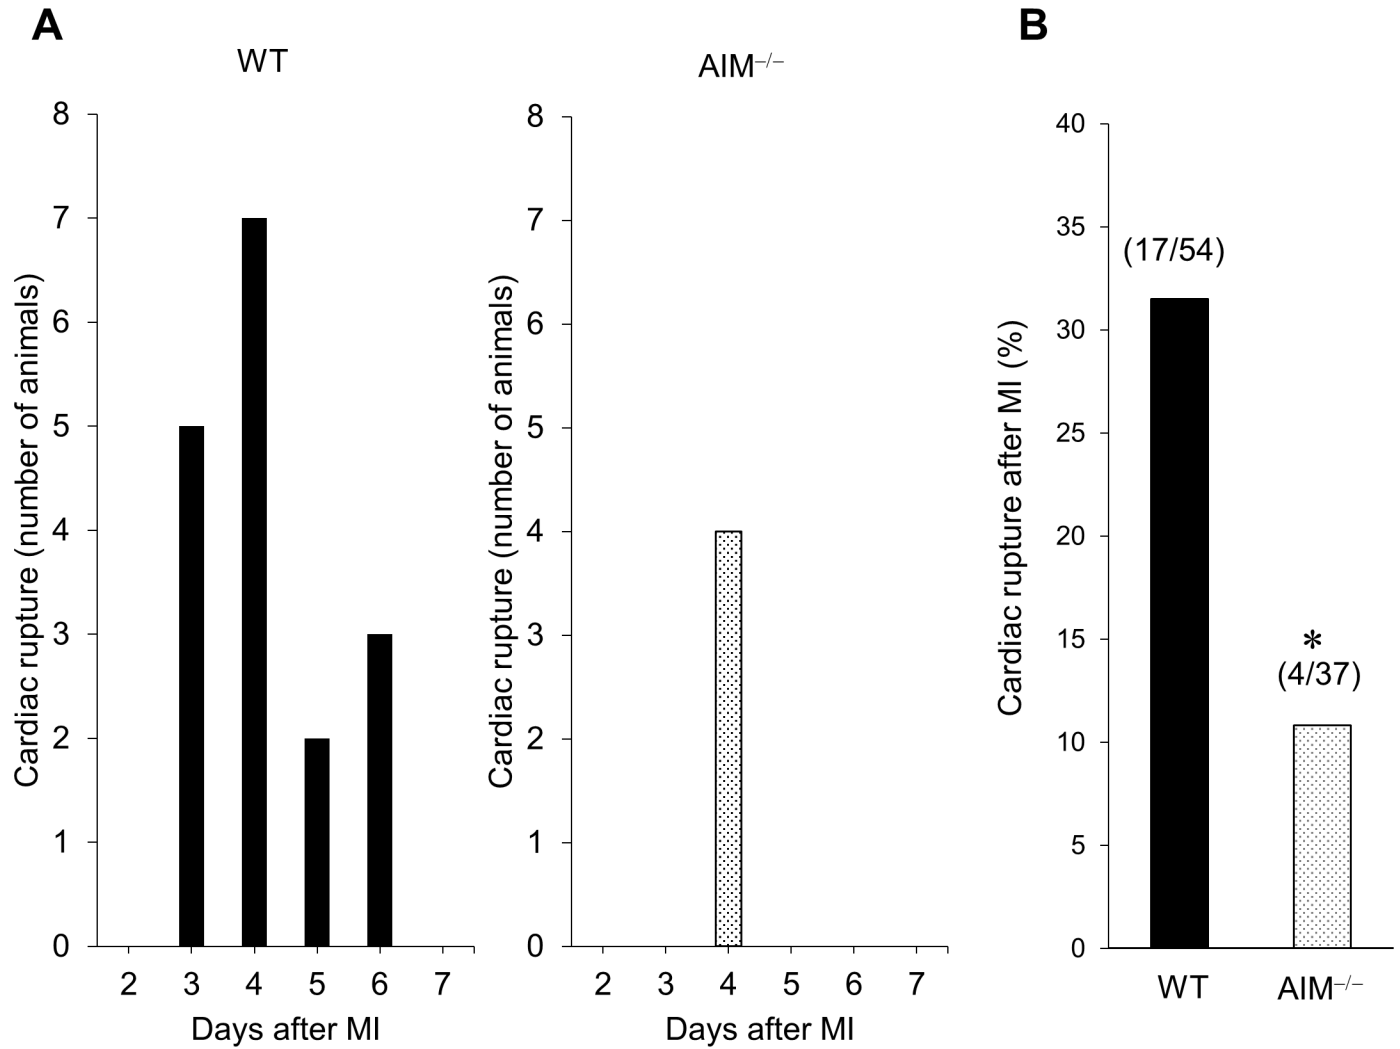 A
B
WT
AIM–/–
Cardiac rupture (number of animals)
8
7
6
5
4
3
2
1
0
2 3 4 5 6 7
Days after MI
Cardiac rupture (number of animals)
8
7
6
5
4
3
2
1
0
2 3 4 5 6 7
Days after MI
Cardiac rupture after MI (%)
40
35
30
25
20
15
10
5
0
(17/54)
*
(4/37)
WT AIM–/–